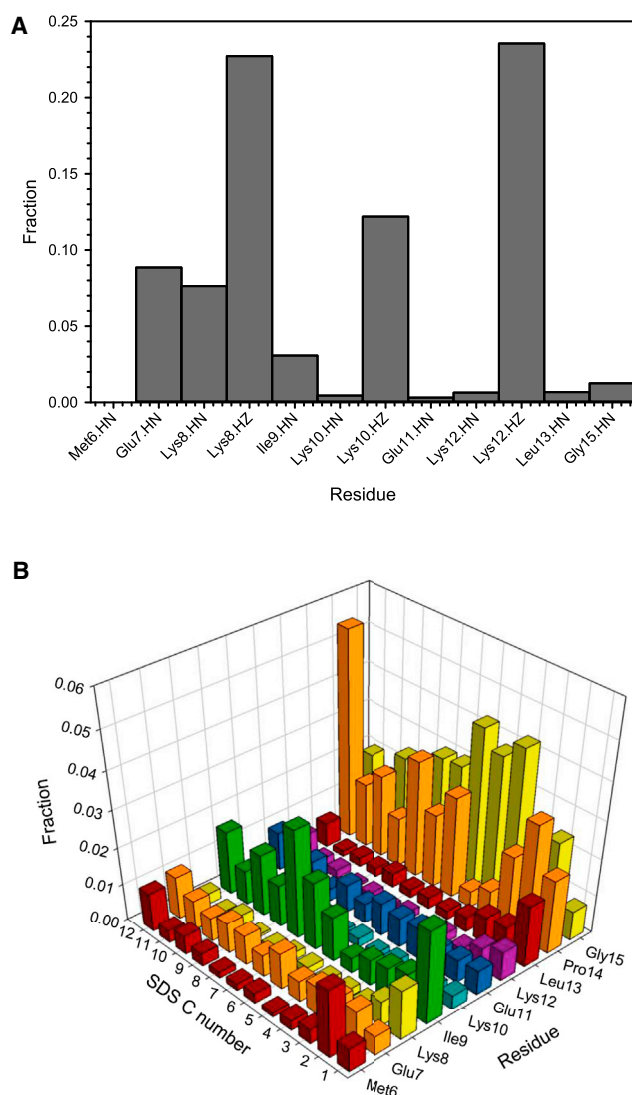 A
0.25
0.20
0.15
0.10
0.05
0.00
Fraction
Met6.HN
Glu7.HN
Lys8.HN
Lys8.HZ
Ile9.HN
Lys10.HN
Lys10.HZ
Glu11.HN
Lys12.HN
Lys12.HZ
Leu13.HN
Gly15.HN
Residue
B
0.06
0.05
0.04
0.03
0.02
0.01
0.00
Fraction
12
11
10
9
8
7
6
5
4
3
2
1
SDS C number
Met6
Glu7
Lys8
Ile9
Lys10
Glu11
Lys12
Leu13
Pro14
Gly15
Residue